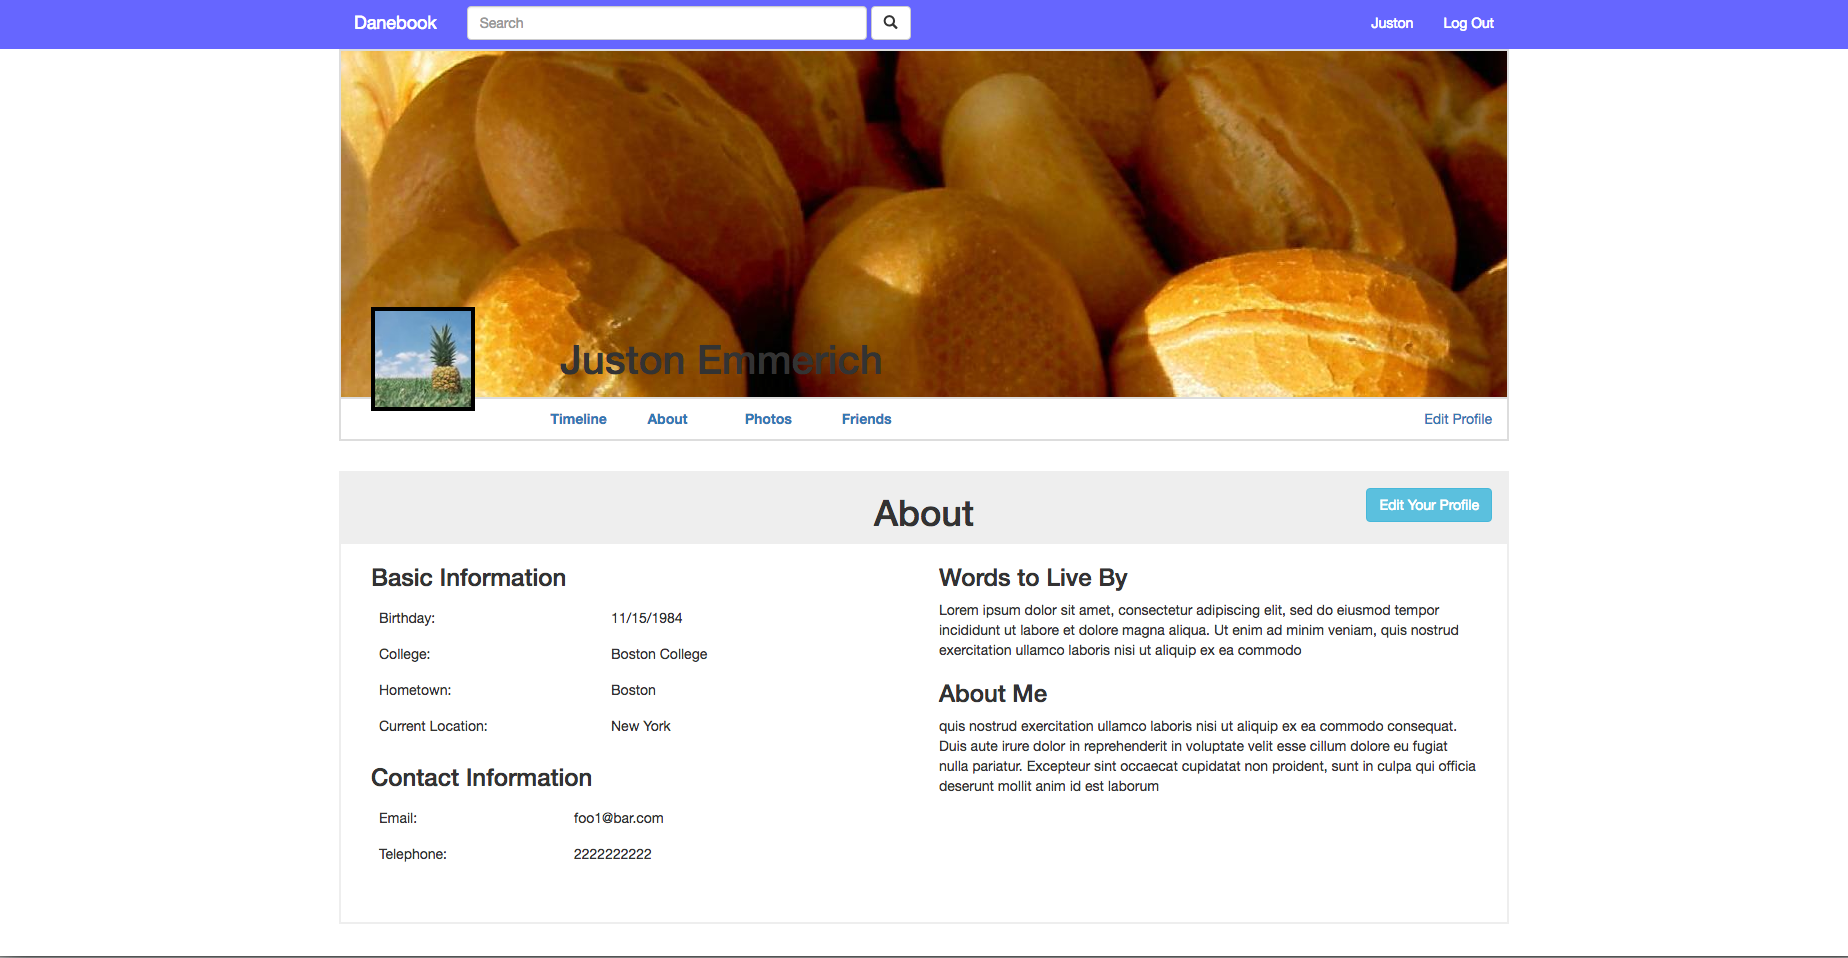 Danebook Search Juston Log Out
Juston Emmerich
Timeline About Photos Friends Edit Profile
About
Edit Your Profile
Basic Information
Birthday: 11/15/1984
College: Boston College
Hometown: Boston
Current Location: New York
Contact Information
Email: foo1@bar.com
Telephone: 2222222222
Words to Live By
Lorem ipsum dolor sit amet, consectetur adipiscing elit, sed do eiusmod tempor
incididunt ut labore et dolore magna aliqua. Ut enim ad minim veniam, quis nostrud
exercitation ullamco laboris nisi ut aliquip ex ea commodo
About Me
quis nostrud exercitation ullamco laboris nisi ut aliquip ex ea commodo consequat.
Duis aute irure dolor in reprehenderit in voluptate velit esse cillum dolore eu fugiat
nulla pariatur. Excepteur sint occaecat cupidatat non proident, sunt in culpa qui officia
deserunt mollit anim id est laborum